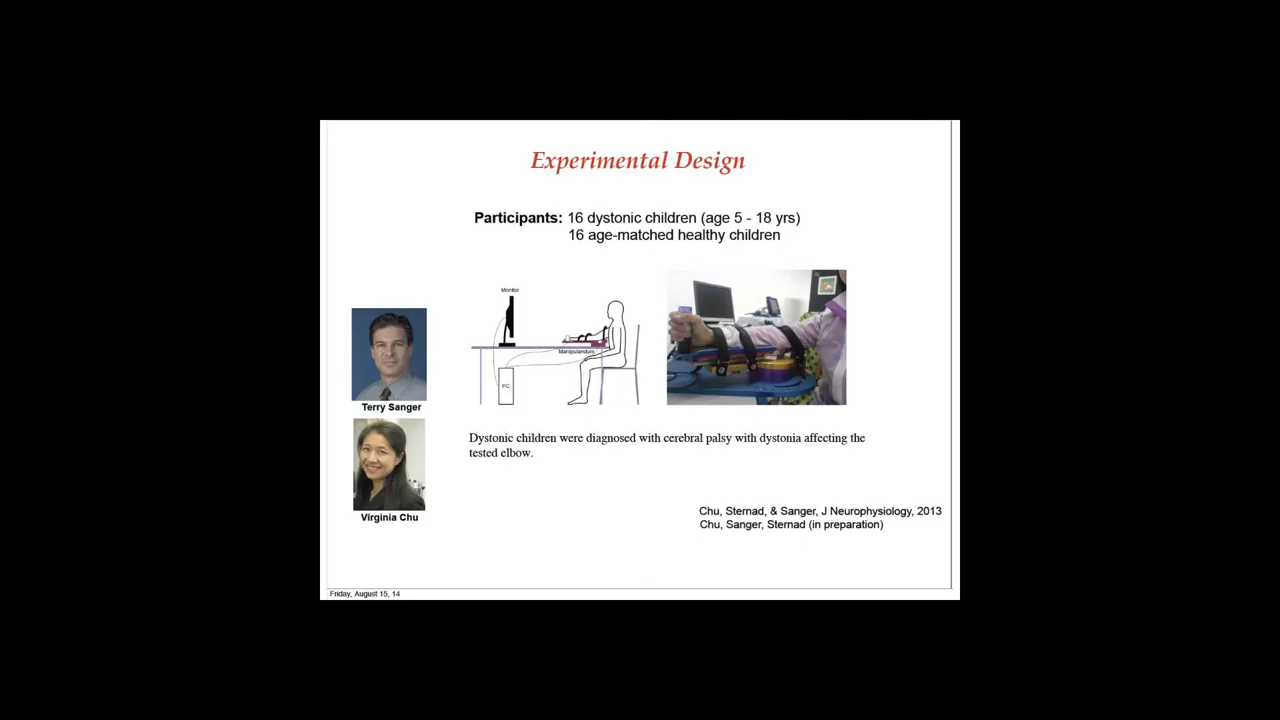 Experimental Design
Participants: 16 dystonic children (age 5 - 18 yrs)
16 age-matched healthy children
Monitor
Manipulandum
PC
Terry Sanger
Virginia Chu
Dystonic children were diagnosed with cerebral palsy with dystonia affecting the
tested elbow.
Chu, Sternad, & Sanger, J Neurophysiology, 2013
Chu, Sanger, Sternad (in preparation)
Friday, August 15, 14